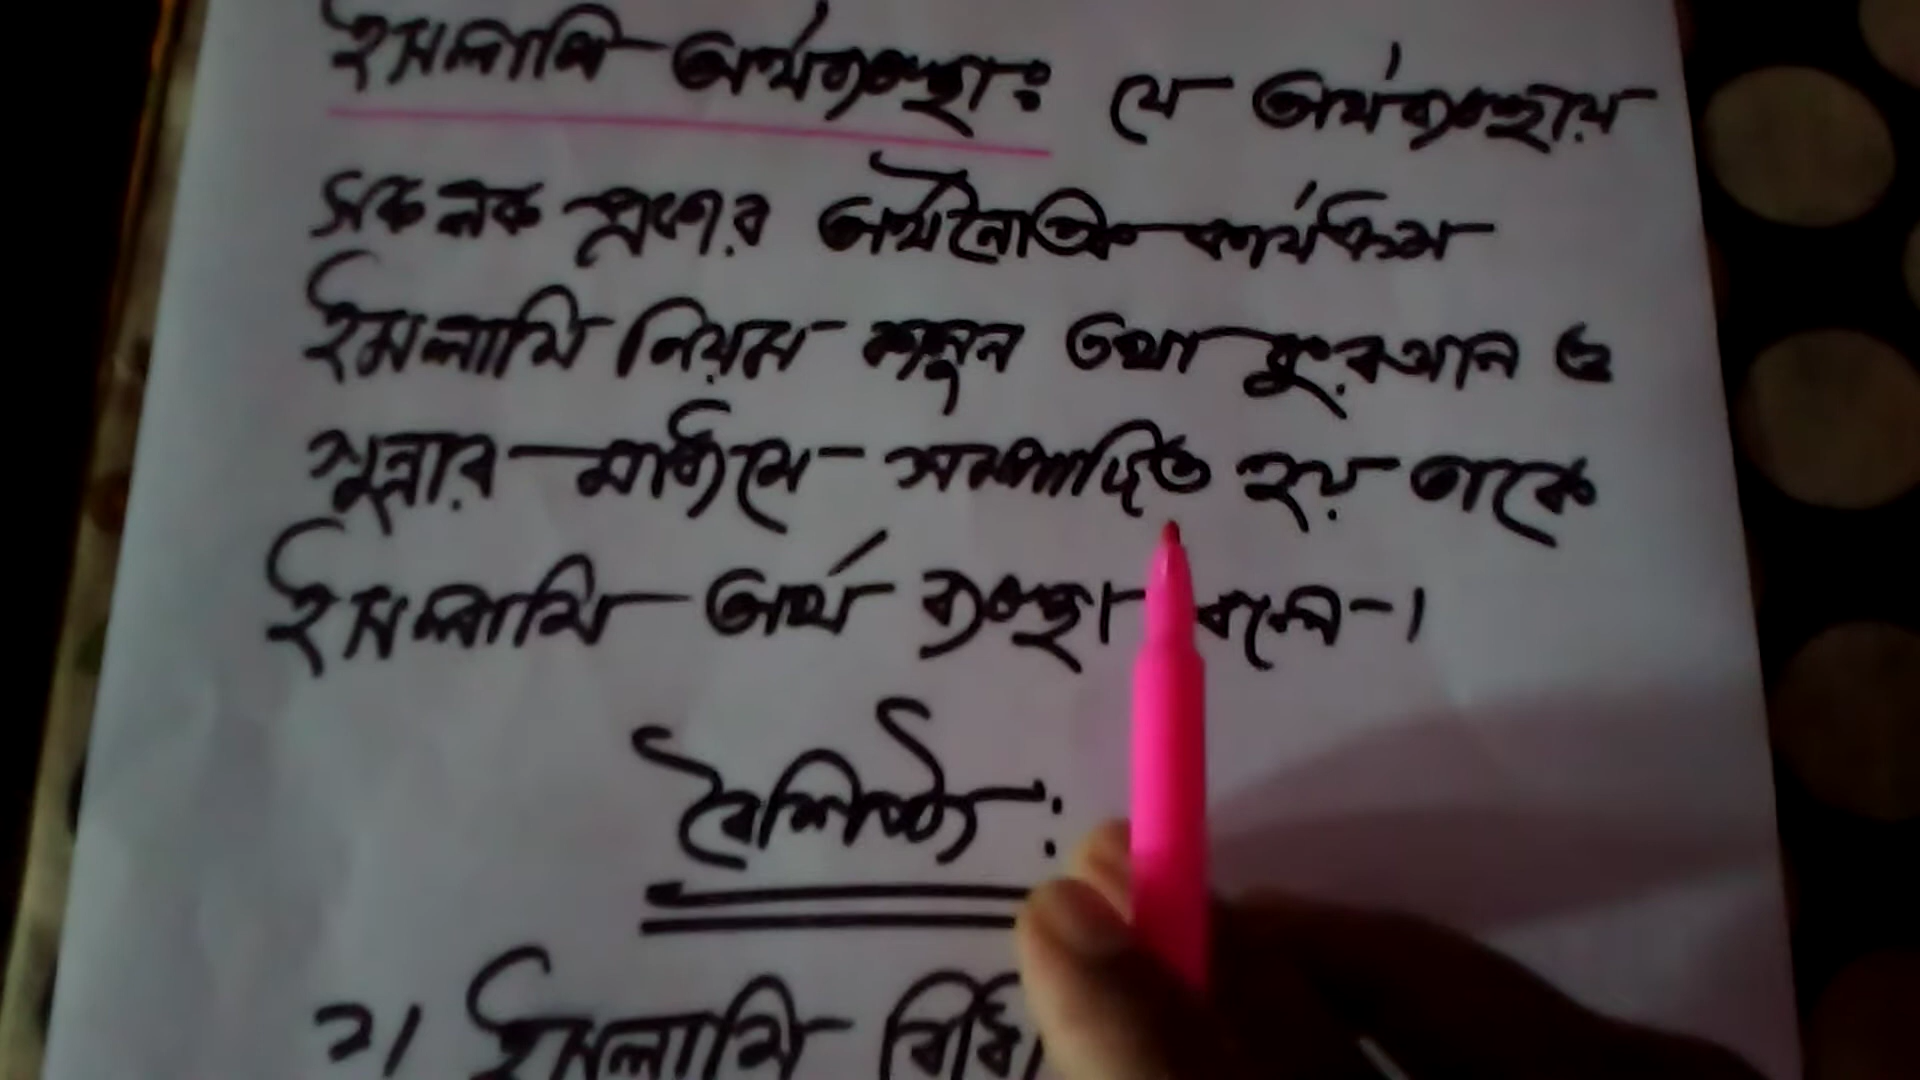 ইসলামি অর্থব্যবস্থাঃ যে অর্থব্যবস্থায়
সকলক প্রকার অর্থনৈতিক কার্যক্রম
ইসলামি নিয়ম কানুন তথা কুরআন ও
সুন্নার মাধ্যমে সম্পাদিত হয় তাকে
ইসলামি অর্থ ব্যবস্থা বলে।
বৈশিষ্ট্য:
১। ইসলামি বিধি